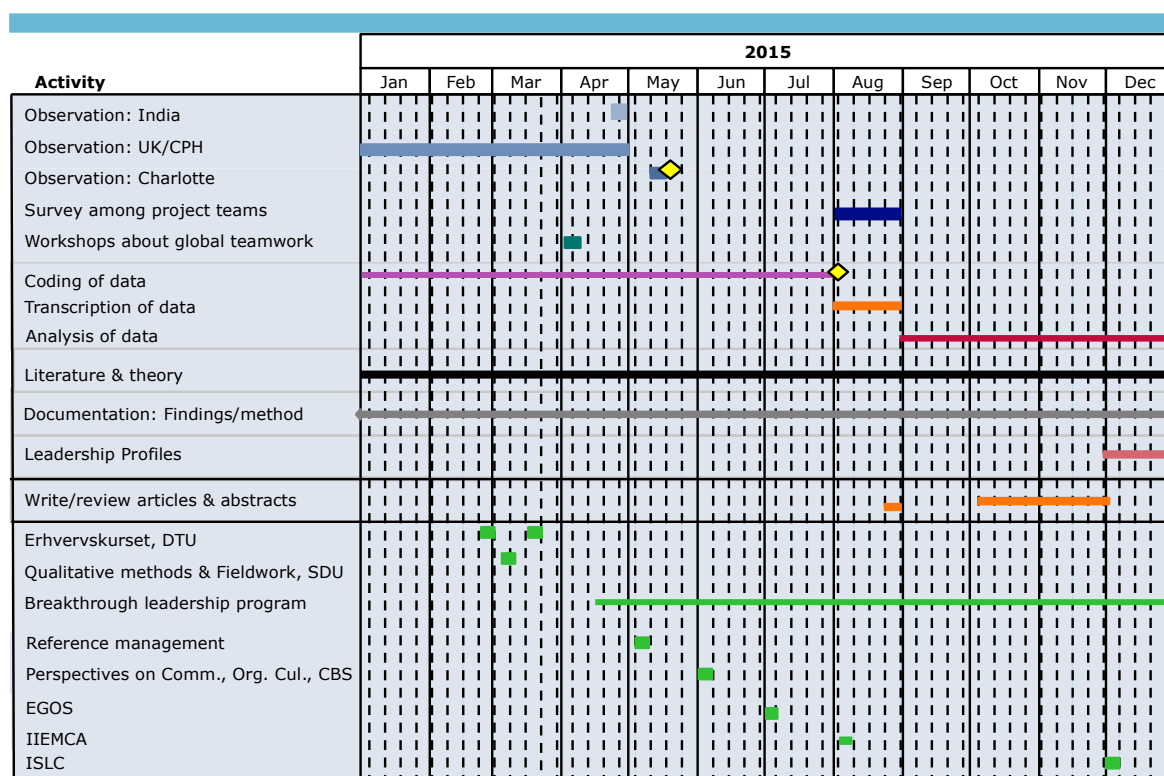 2015
Activity Jan Feb Mar Apr May Jun Jul Aug Sep Oct Nov Dec
Observation: India
Observation: UK/CPH
Observation: Charlotte
Survey among project teams
Workshops about global teamwork
Coding of data
Transcription of data
Analysis of data
Literature & theory
Documentation: Findings/method
Leadership Profiles
Write/review articles & abstracts
Erhvervskurset, DTU
Qualitative methods & Fieldwork, SDU
Breakthrough leadership program
Reference management
Perspectives on Comm., Org. Cul., CBS
EGOS
IIEMCA
ISLC